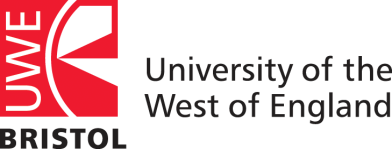 UWE
BRISTOL
University of the
West of England